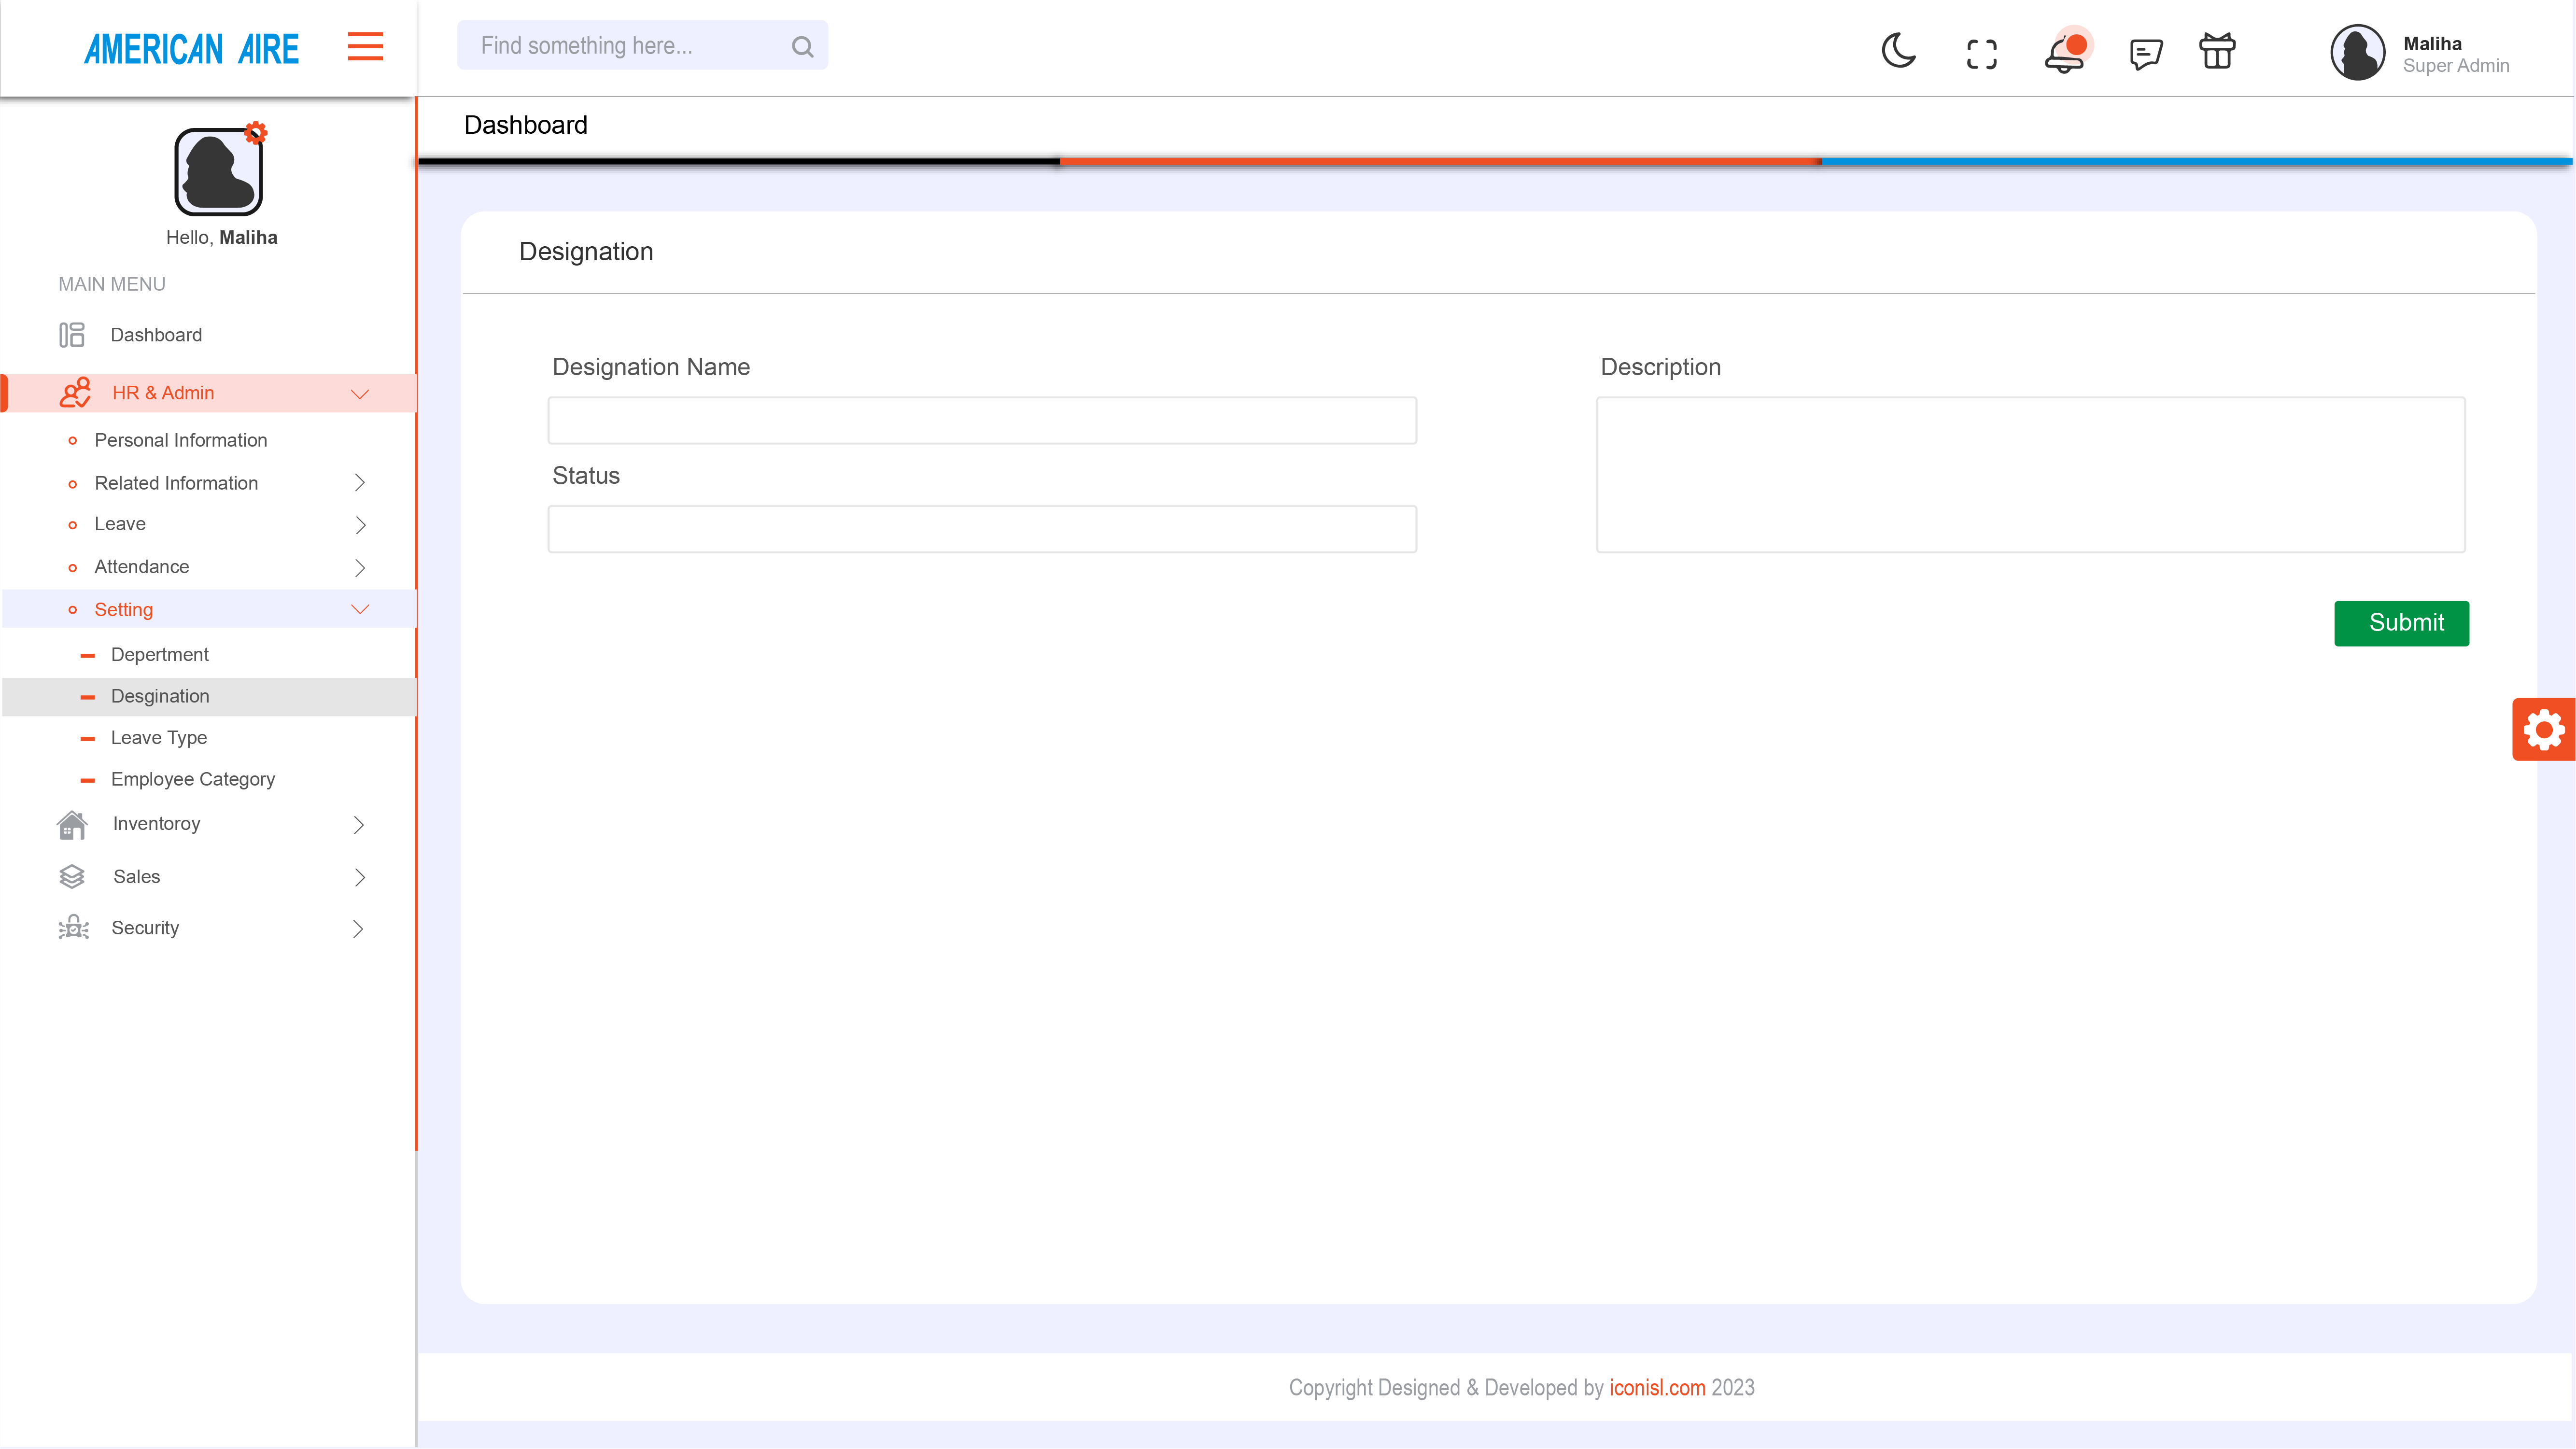 AMERICAN AIRE
Find something here...
Maliha
Super Admin
Dashboard
Hello, Maliha
MAIN MENU
Dashboard
HR & Admin
Personal Information
Related Information
Leave
Attendance
Setting
Depertment
Desgination
Leave Type
Employee Category
Inventoroy
Sales
Security
Designation
Designation Name
Description
Status
Submit
Copyright Designed & Developed by iconisl.com 2023